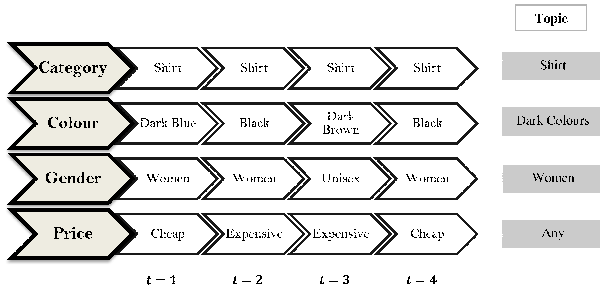 Topic
Category Shirt Shirt Shirt Shirt Shirt
Colour Dark Blue Black Dark Brown Black Dark Colours
Gender Women Women Unisex Women Women
Price Cheap Expensive Expensive Cheap Any
t = 1 t = 2 t = 3 t = 4